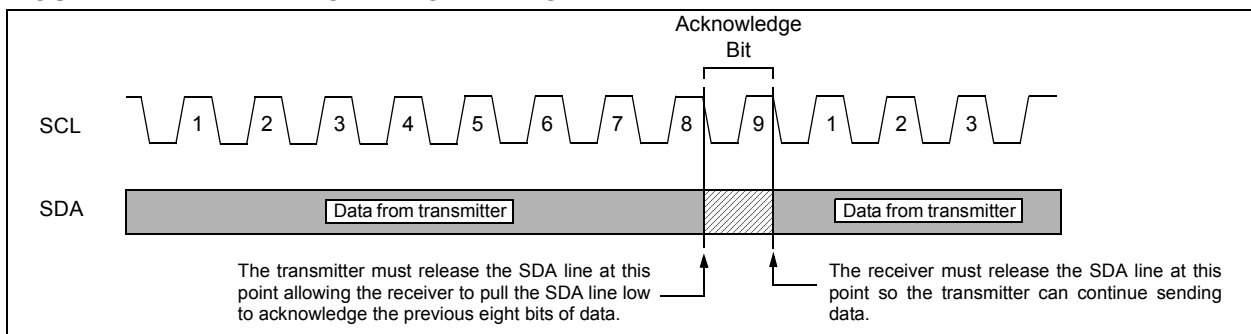 Acknowledge
Bit
SCL
1 2 3 4 5 6 7 8 9 1 2 3
SDA
Data from transmitter
Data from transmitter
The transmitter must release the SDA line at this
point allowing the receiver to pull the SDA line low
to acknowledge the previous eight bits of data.
The receiver must release the SDA line at this
point so the transmitter can continue sending
data.